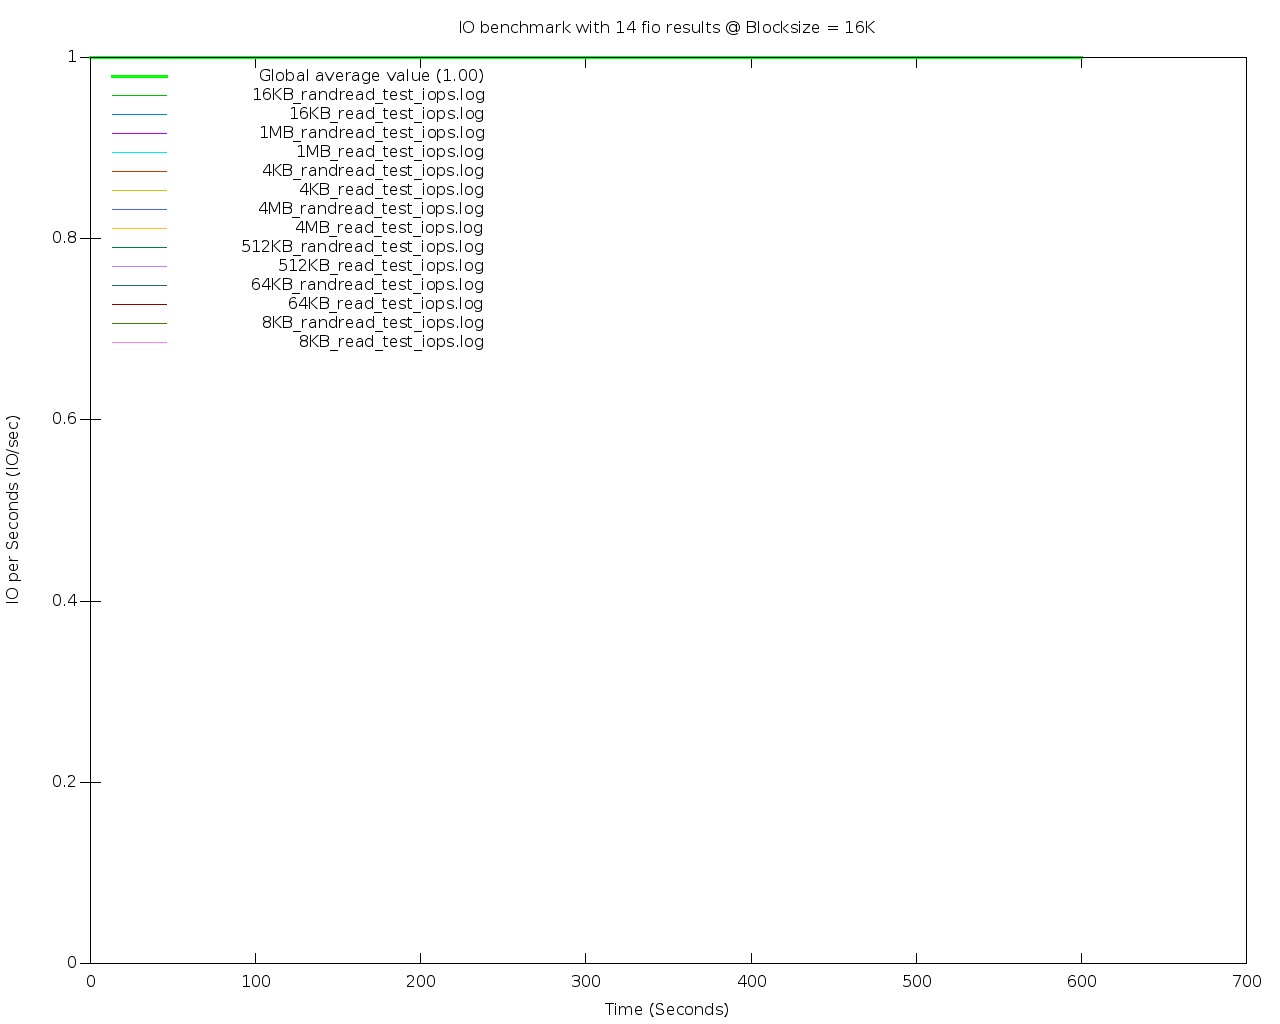 IO benchmark with 14 fio results @ Blocksize = 16K
1
Global average value (1.00)
16KB_randread_test_iops.log
16KB_read_test_iops.log
1MB_randread_test_iops.log
1MB_read_test_iops.log
4KB_randread_test_iops.log
4KB_read_test_iops.log
4MB_randread_test_iops.log
4MB_read_test_iops.log
512KB_randread_test_iops.log
512KB_read_test_iops.log
64KB_randread_test_iops.log
64KB_read_test_iops.log
8KB_randread_test_iops.log
8KB_read_test_iops.log
0.8
0.6
0.4
0.2
0
IO per Seconds (IO/sec)
0 100 200 300 400 500 600 700
Time (Seconds)